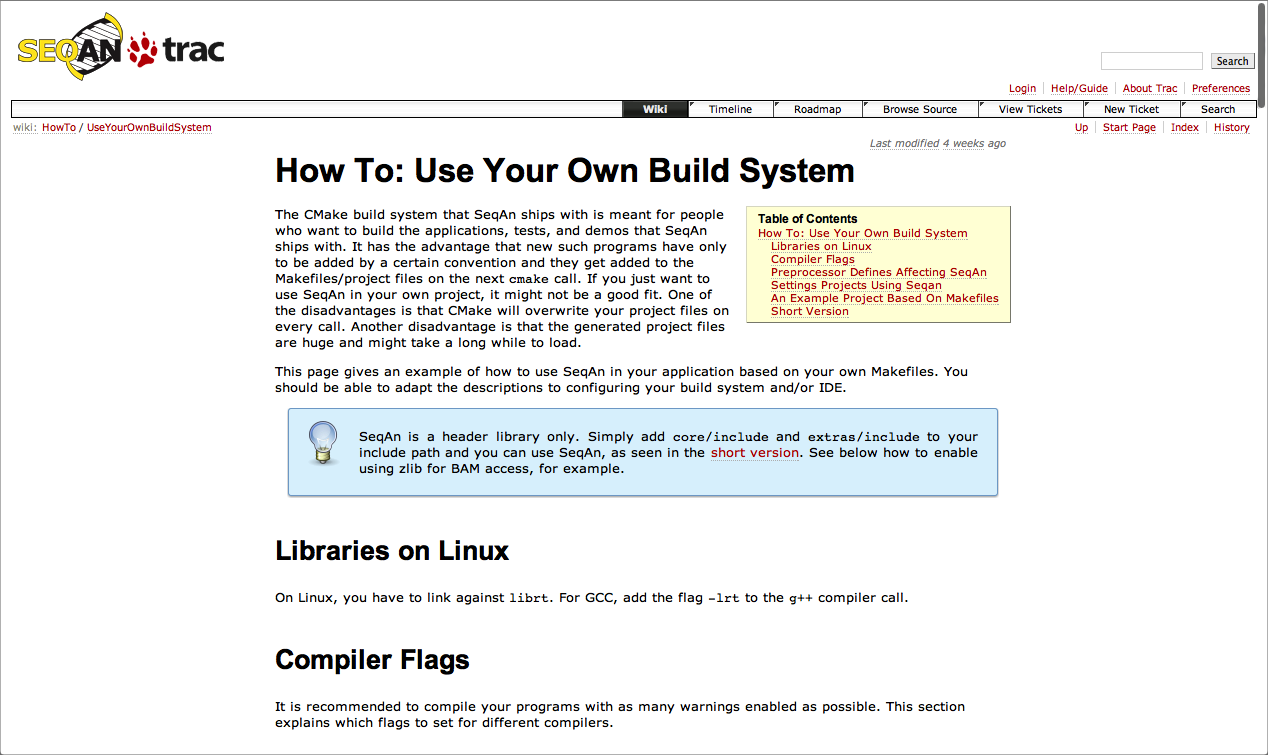 SEQAN trac
Search
Login Help/Guide About Trac Preferences
Wiki Timeline Roadmap Browse Source View Tickets New Ticket Search
wiki: HowTo / UseYourOwnBuildSystem
Up Start Page Index History
Last modified 4 weeks ago
How To: Use Your Own Build System
The CMake build system that SeqAn ships with is meant for people
who want to build the applications, tests, and demos that SeqAn
ships with. It has the advantage that new such programs have only
to be added by a certain convention and they get added to the
Makefiles/project files on the next cmake call. If you just want to
use SeqAn in your own project, it might not be a good fit. One of
the disadvantages is that CMake will overwrite your project files on
every call. Another disadvantage is that the generated project files
are huge and might take a long while to load.
Table of Contents
How To: Use Your Own Build System
Libraries on Linux
Compiler Flags
Preprocessor Defines Affecting SeqAn
Settings Projects Using Seqan
An Example Project Based On Makefiles
Short Version
This page gives an example of how to use SeqAn in your application based on your own Makefiles. You
should be able to adapt the descriptions to configuring your build system and/or IDE.
SeqAn is a header library only. Simply add core/include and extras/include to your
include path and you can use SeqAn, as seen in the short version. See below how to enable
using zlib for BAM access, for example.
Libraries on Linux
On Linux, you have to link against librt. For GCC, add the flag -lrt to the g++ compiler call.
Compiler Flags
It is recommended to compile your programs with as many warnings enabled as possible. This section
explains which flags to set for different compilers.